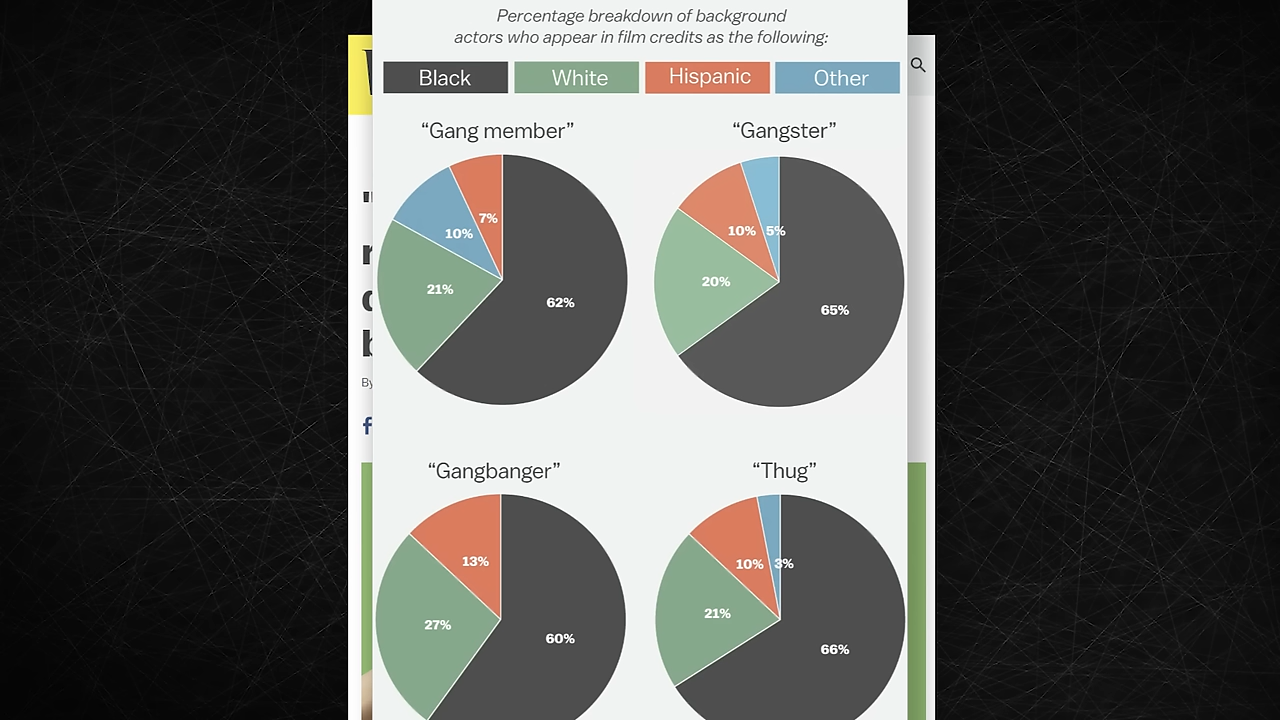 Percentage breakdown of background
actors who appear in film credits as the following:
Black White Hispanic Other
“Gang member” “Gangster”
7%
10%
21%
62%
10% 5%
20%
65%
“Gangbanger” “Thug”
13%
27%
60%
10% 3%
21%
66%
By
f